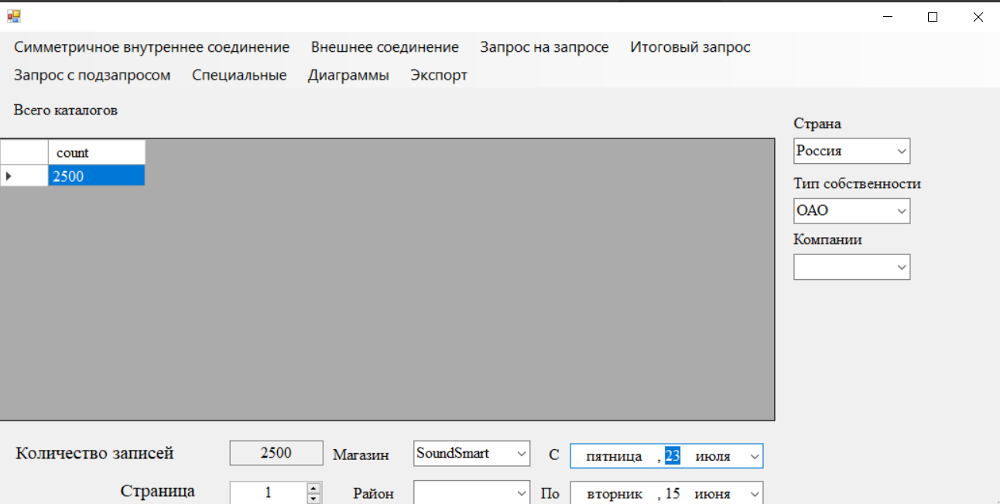 Симметричное внутреннее соединение Внешнее соединение Запрос на запросе Итоговый запрос
Запрос с подзапросом Специальные Диаграммы Экспорт
Всего каталогов
Страна
count
Россия
2500
Тип собственности
ОАО
Компании
Количество записей 2500 Магазин SoundSmart С пятница , 23 июля
Страница 1 Район По вторник , 15 июня